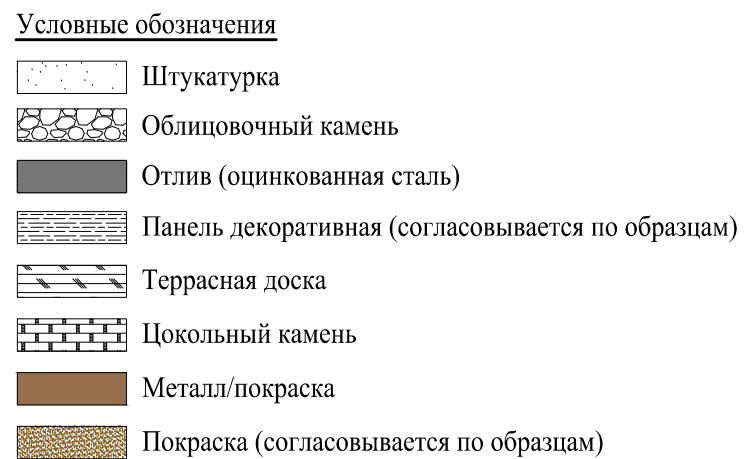 Условные обозначения
Штукатурка
Облицовочный камень
Отлив (оцинкованная сталь)
Панель декоративная (согласовывается по образцам)
Террасная доска
Цокольный камень
Металл/покраска
Покраска (согласовывается по образцам)